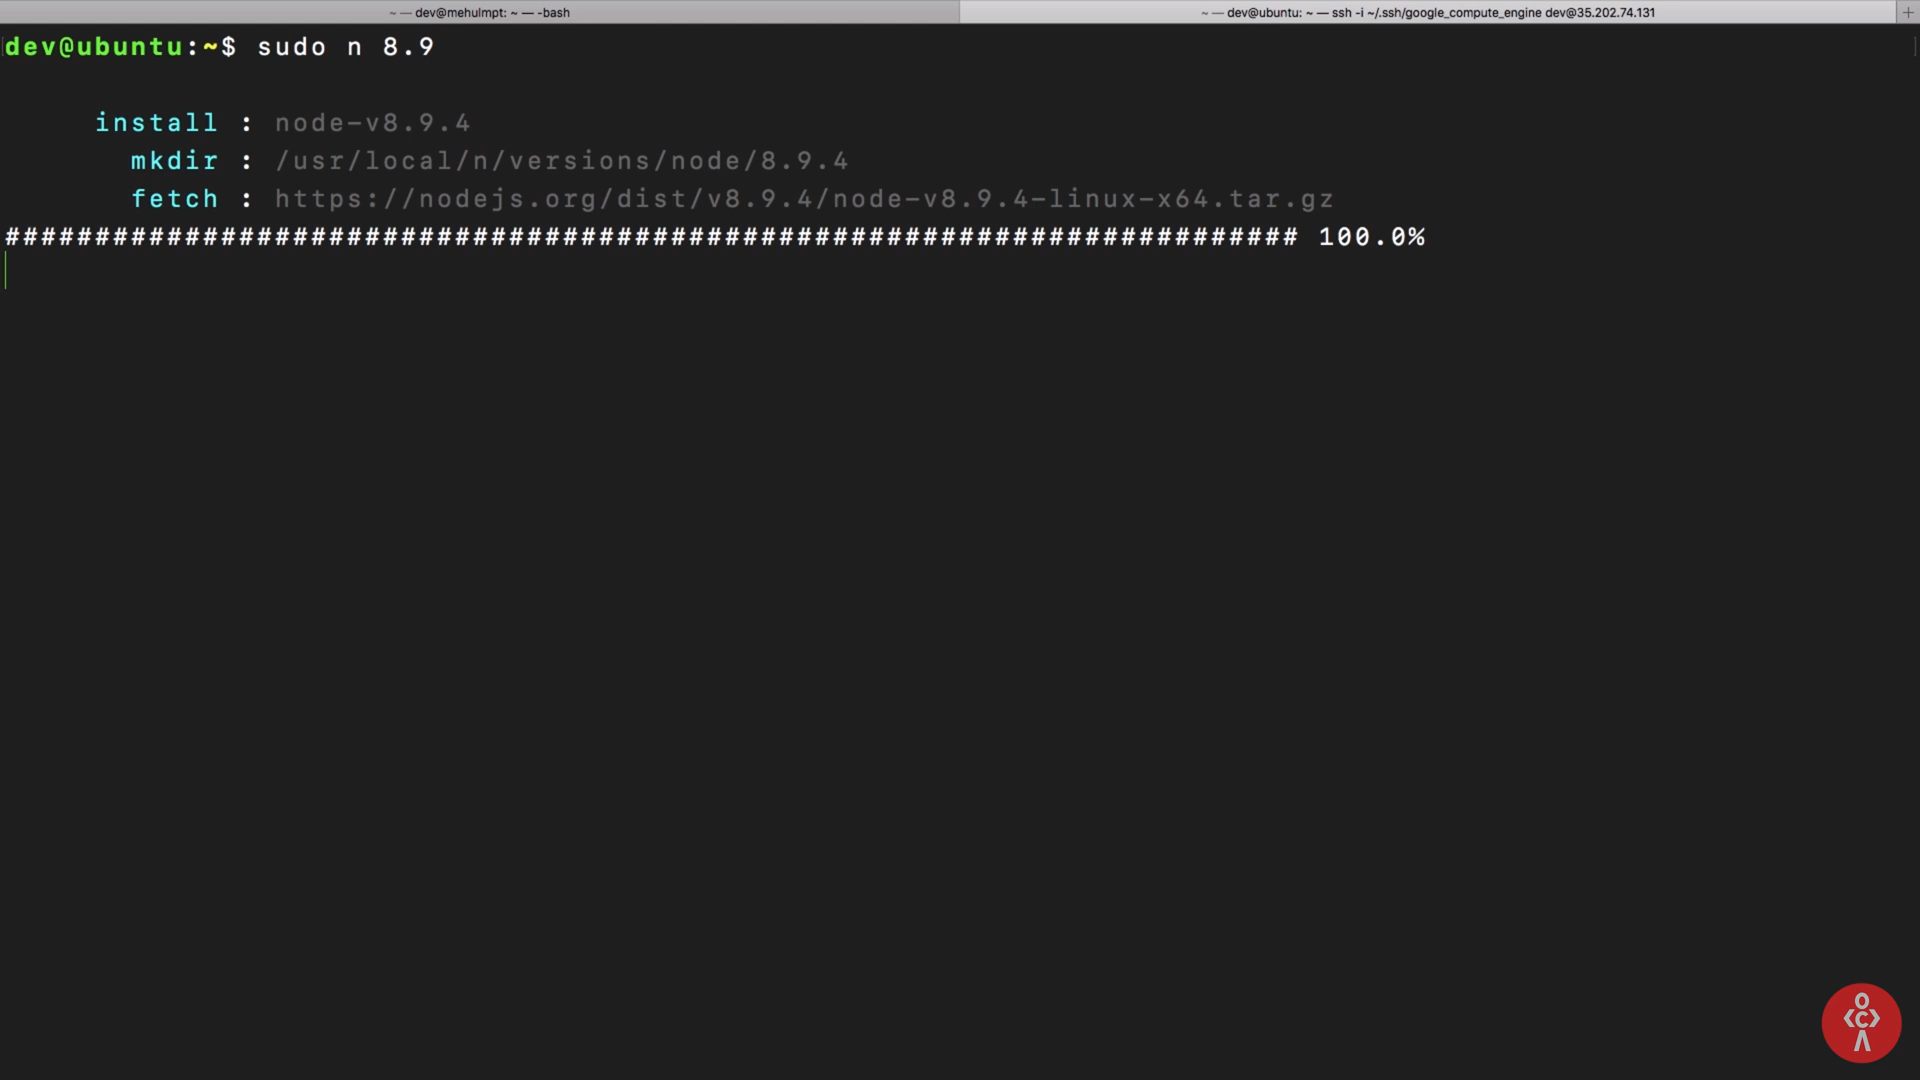 ~ — dev@mehulmpt: ~ — -bash
~ — dev@ubuntu: ~ — ssh -i ~/.ssh/google_compute_engine dev@35.202.74.131
+
dev@ubuntu:~$ sudo n 8.9
install : node-v8.9.4
mkdir : /usr/local/n/versions/node/8.9.4
fetch : https://nodejs.org/dist/v8.9.4/node-v8.9.4-linux-x64.tar.gz
######################################################################## 100.0%